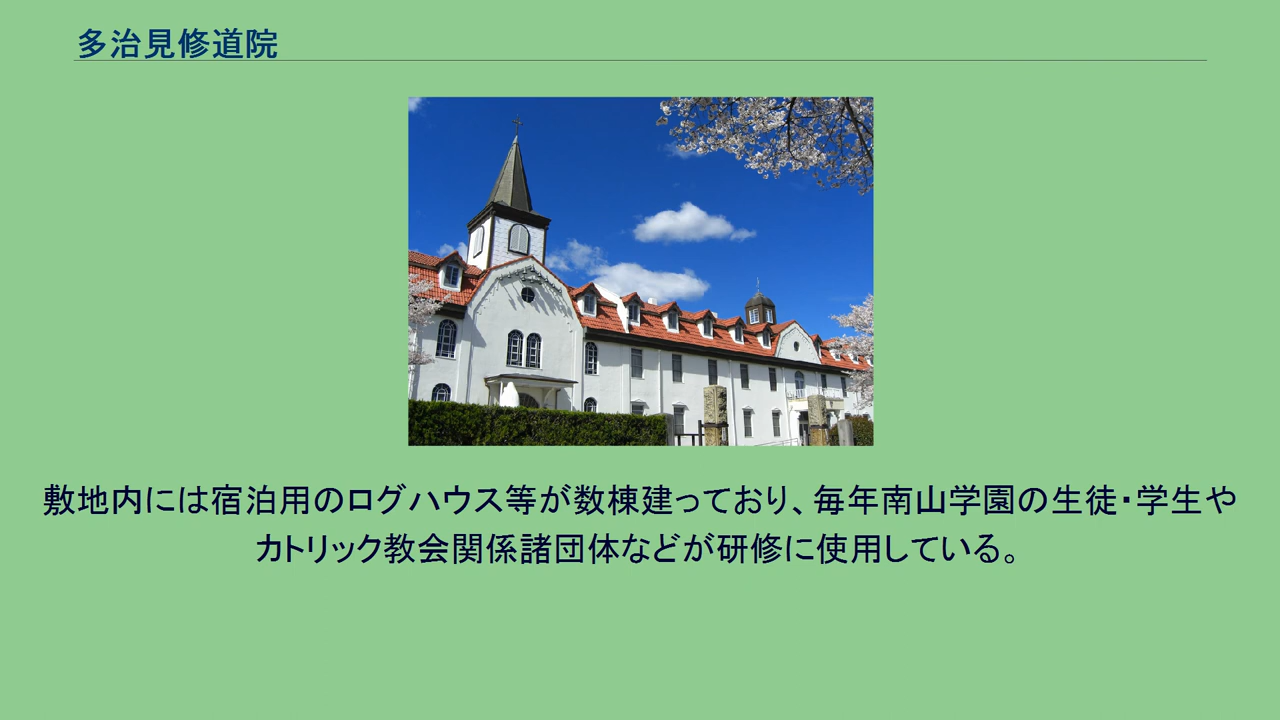 多治見修道院
敷地内には宿泊用のログハウス等が数棟建っており、毎年南山学園の生徒・学生や
カトリック教会関係諸団体などが研修に使用している。